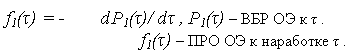 f₁(τ) = - dP₁(τ)/ dτ , P₁(τ) – ВБР ОЭ к τ .
f₁(τ) – ПРО ОЭ к наработке τ .